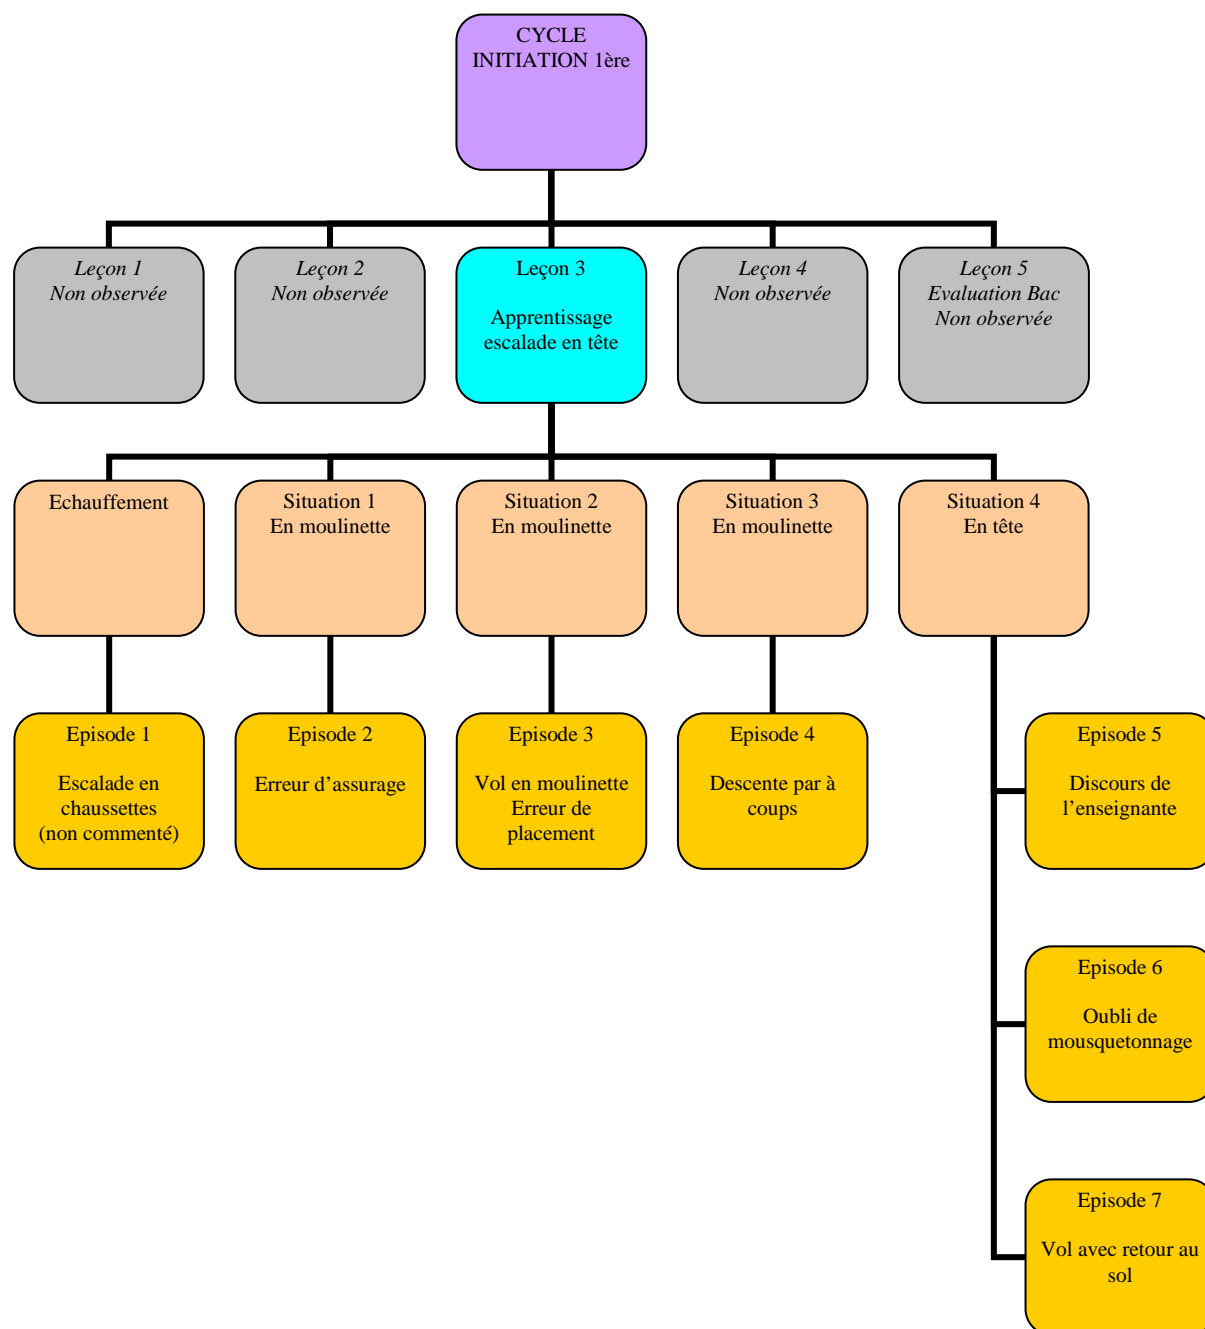 CYCLE
INITIATION 1ère
Leçon 1
Non observée
Leçon 2
Non observée
Leçon 3
Apprentissage
escalade en tête
Leçon 4
Non observée
Leçon 5
Evaluation Bac
Non observée
Echauffement
Situation 1
En moulinette
Situation 2
En moulinette
Situation 3
En moulinette
Situation 4
En tête
Episode 1
Escalade en
chaussettes
(non commenté)
Episode 2
Erreur d’assurage
Episode 3
Vol en moulinette
Erreur de
placement
Episode 4
Descente par à
coups
Episode 5
Discours de
l’enseignante
Episode 6
Oubli de
mousquetonnage
Episode 7
Vol avec retour au
sol